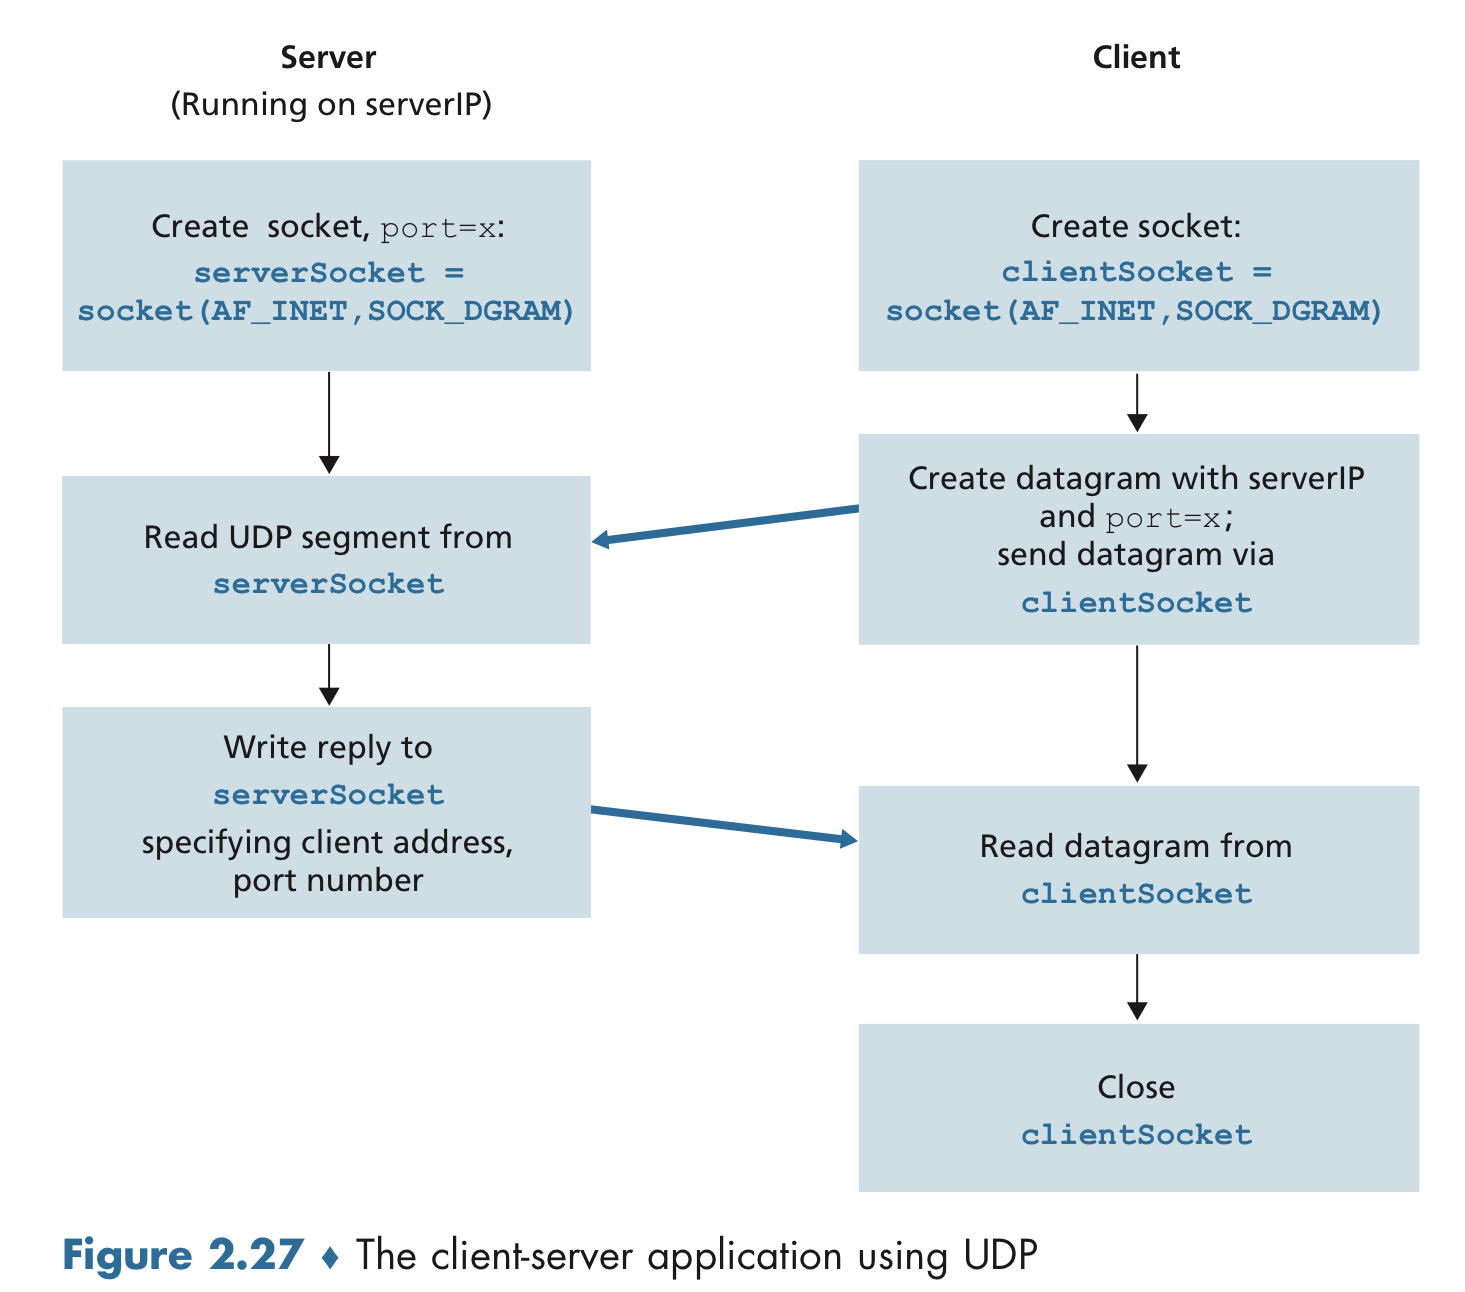 Server
(Running on serverIP)
Create socket, port=x:
serverSocket =
socket(AF_INET,SOCK_DGRAM)
Read UDP segment from
serverSocket
Write reply to
serverSocket
specifying client address,
port number
Client
Create socket:
clientSocket =
socket(AF_INET,SOCK_DGRAM)
Create datagram with serverIP
and port=x;
send datagram via
clientSocket
Read datagram from
clientSocket
Close
clientSocket
Figure 2.27 ♦ The client-server application using UDP